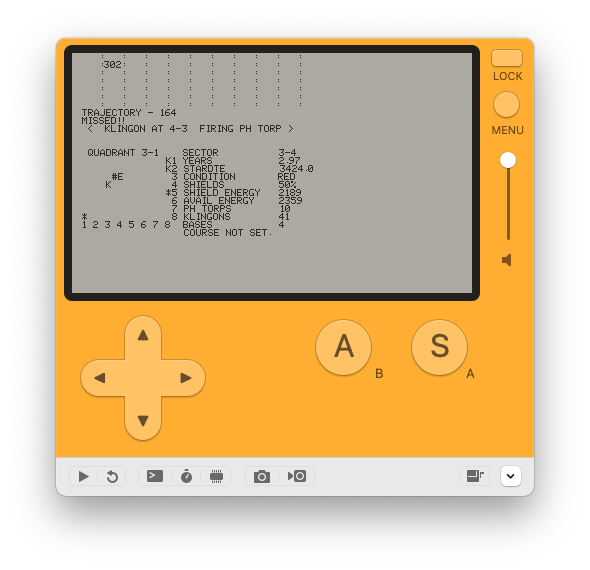 :    :    :    :    :    :    :    :    :    :
:302:    :    :    :    :    :    :    :    :
:    :    :    :    :    :    :    :    :    :
:    :    :    :    :    :    :    :    :    :
TRAJECTORY - 164
MISSED!!
<  KLINGON AT 4-3  FIRING PH TORP >
QUADRANT 3-1    SECTOR          3-4
K1 YEARS           2.97
K2 STARDTE         3424.0
#E        3 CONDITION       RED
K          4 SHIELDS         50%
*5 SHIELD ENERGY   2189
6 AVAIL ENERGY    2359
7 PH TORPS        10
*              8 KLINGONS        41
1 2 3 4 5 6 7 8  BASES           4
COURSE NOT SET.
LOCK
MENU
A
B
S
A